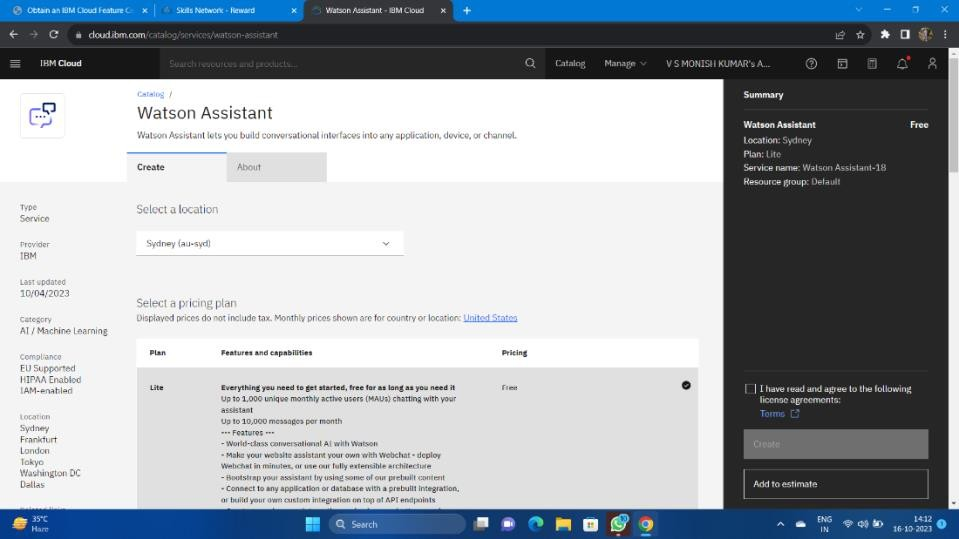 Obtain an IBM Cloud Feature Co
Skills Network - Reward
Watson Assistant - IBM Cloud
cloud.ibm.com/catalog/services/watson-assistant
IBM Cloud
Search resources and products...
Catalog
Manage
V S MONISH KUMAR's A...
Catalog /
Watson Assistant
Watson Assistant lets you build conversational interfaces into any application, device, or channel.
Create
About
Type
Service
Provider
IBM
Last updated
10/04/2023
Category
AI / Machine Learning
Compliance
EU Supported
HIPAA Enabled
IAM-enabled
Location
Sydney
Frankfurt
London
Tokyo
Washington DC
Dallas
Select a location
Sydney (au-syd)
Select a pricing plan
Displayed prices do not include tax. Monthly prices shown are for country or location: United States
Plan
Features and capabilities
Pricing
Lite
Everything you need to get started, free for as long as you need it
Free
Up to 1,000 unique monthly active users (MAUs) chatting with your
assistant
Up to 10,000 messages per month
--- Features ---
- World-class conversational AI with Watson
- Make your website assistant your own with Webchat - deploy
Webchat in minutes, or use our fully extensible architecture
- Bootstrap your assistant by using some of our prebuilt content
- Connect to any application or database with a prebuilt integration,
or build your own custom integration on top of API endpoints
Summary
Watson Assistant
Free
Location: Sydney
Plan: Lite
Service name: Watson Assistant-18
Resource group: Default
I have read and agree to the following
license agreements:
Terms
Create
Add to estimate
35°C
Haze
Search
ENG
IN
14:12
16-10-2023